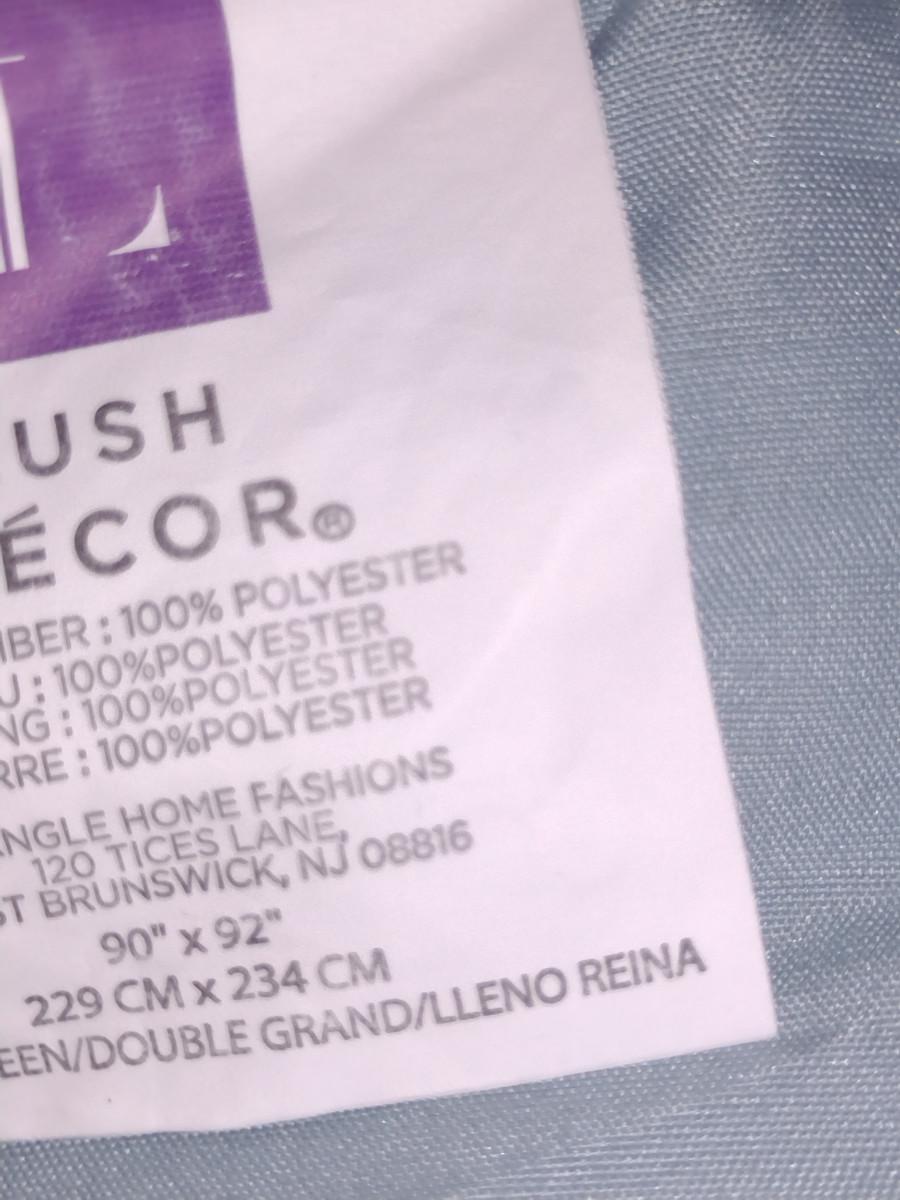 L
USH
ÉCOR®
IBER : 100% POLYESTER
U : 100%POLYESTER
NG : 100%POLYESTER
RRE : 100%POLYESTER
NGLE HOME FASHIONS
120 TICES LANE,
ST BRUNSWICK, NJ 08816
90" x 92"
229 CM x 234 CM
EEN/DOUBLE GRAND/LLENO REINA